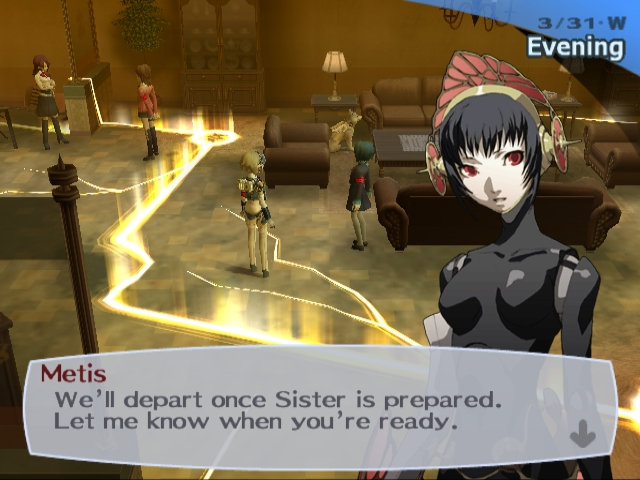 3/31·W
Evening
Metis
We'll depart once Sister is prepared.
Let me know when you're ready.